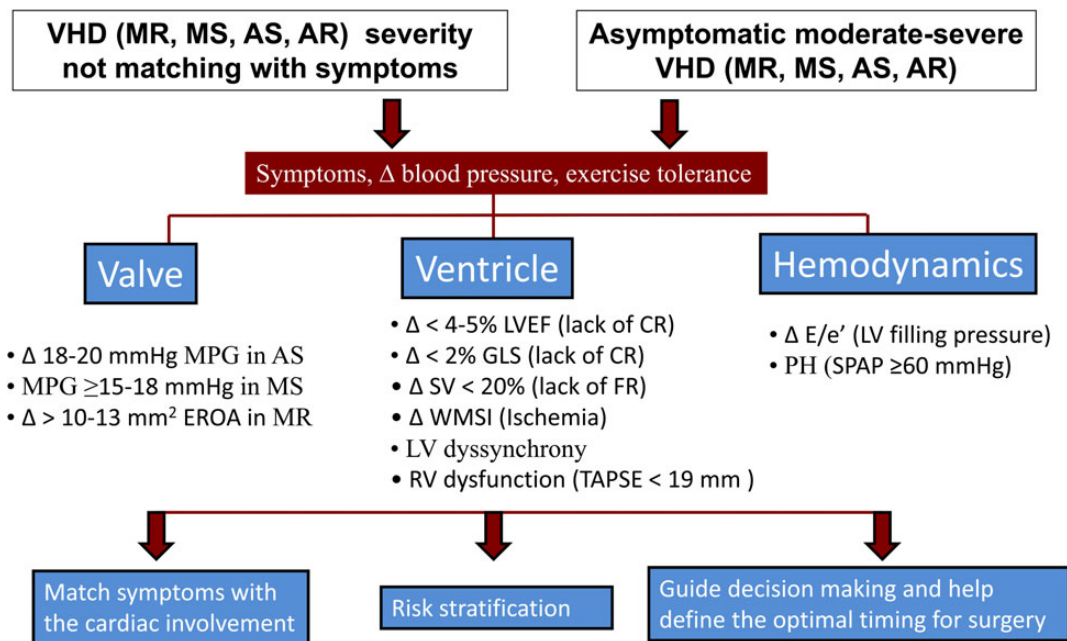 VHD (MR, MS, AS, AR) severity
not matching with symptoms
Asymptomatic moderate-severe
VHD (MR, MS, AS, AR)
Symptoms, Δ blood pressure, exercise tolerance
Valve
Ventricle
Hemodynamics
• Δ 18-20 mmHg MPG in AS
• MPG ≥15-18 mmHg in MS
• Δ > 10-13 mm² EROA in MR
• Δ < 4-5% LVEF (lack of CR)
• Δ < 2% GLS (lack of CR)
• Δ SV < 20% (lack of FR)
• Δ WMSI (Ischemia)
• LV dyssynchrony
• RV dysfunction (TAPSE < 19 mm )
• Δ E/e’ (LV filling pressure)
• PH (SPAP ≥60 mmHg)
Match symptoms with
the cardiac involvement
Risk stratification
Guide decision making and help
define the optimal timing for surgery